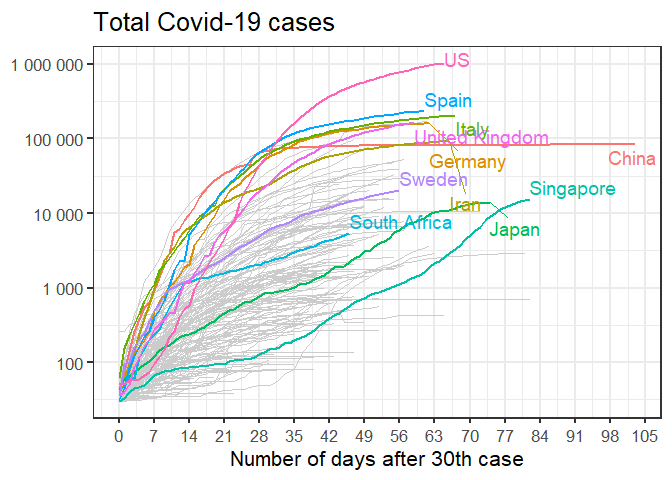 Total Covid-19 cases
1 000 000
100 000
10 000
1 000
100
US
Spain
Italy
United Kingdom
China
Germany
Sweden
Singapore
Iran
South Africa
Japan
0 7 14 21 28 35 42 49 56 63 70 77 84 91 98 105
Number of days after 30th case